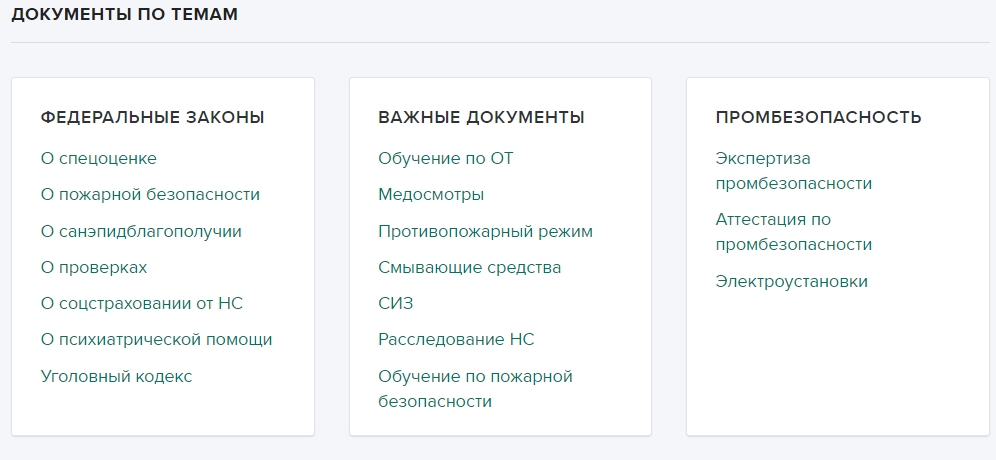 ДОКУМЕНТЫ ПО ТЕМАМ
ФЕДЕРАЛЬНЫЕ ЗАКОНЫ
О спецоценке
О пожарной безопасности
О санэпидблагополучии
О проверках
О соцстраховании от НС
О психиатрической помощи
Уголовный кодекс
ВАЖНЫЕ ДОКУМЕНТЫ
Обучение по ОТ
Медосмотры
Противопожарный режим
Смывающие средства
СИЗ
Расследование НС
Обучение по пожарной
безопасности
ПРОМБЕЗОПАСНОСТЬ
Экспертиза
промбезопасности
Аттестация по
промбезопасности
Электроустановки